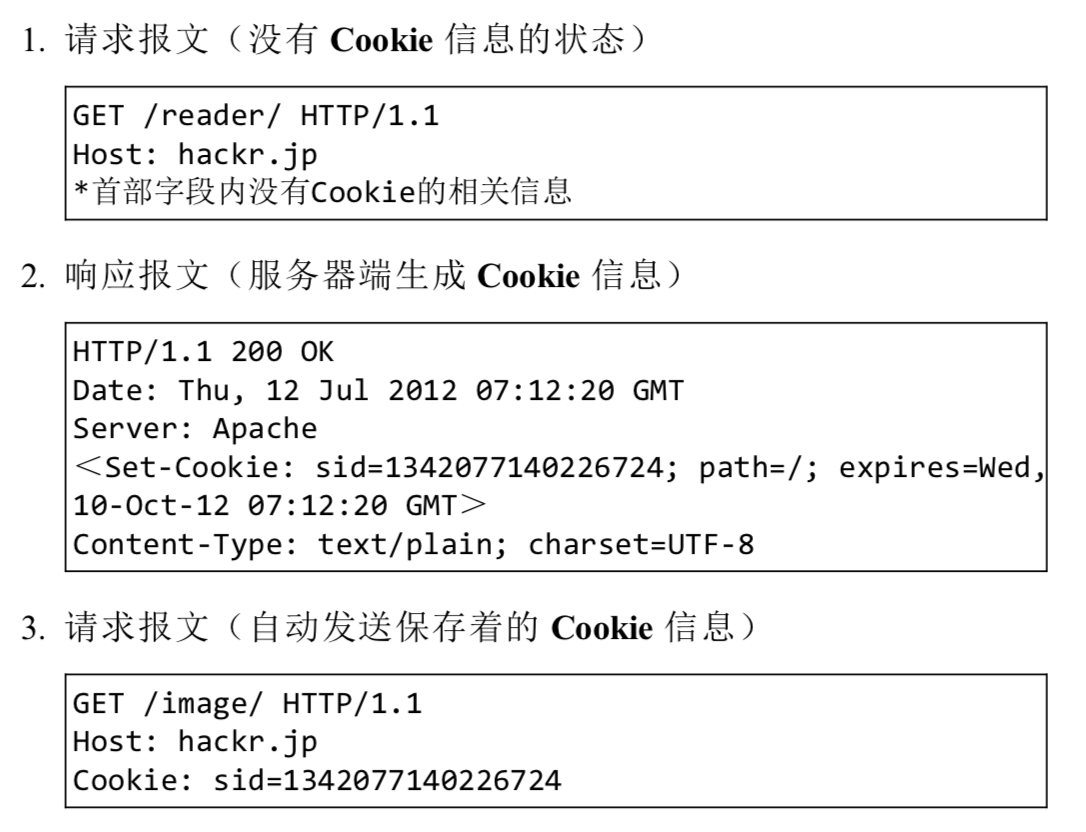 1. 请求报文（没有 Cookie 信息的状态）
GET /reader/ HTTP/1.1
Host: hackr.jp
*首部字段内没有Cookie的相关信息
2. 响应报文（服务器端生成 Cookie 信息）
HTTP/1.1 200 OK
Date: Thu, 12 Jul 2012 07:12:20 GMT
Server: Apache
＜Set-Cookie: sid=1342077140226724; path=/; expires=Wed,
10-Oct-12 07:12:20 GMT＞
Content-Type: text/plain; charset=UTF-8
3. 请求报文（自动发送保存着的 Cookie 信息）
GET /image/ HTTP/1.1
Host: hackr.jp
Cookie: sid=1342077140226724